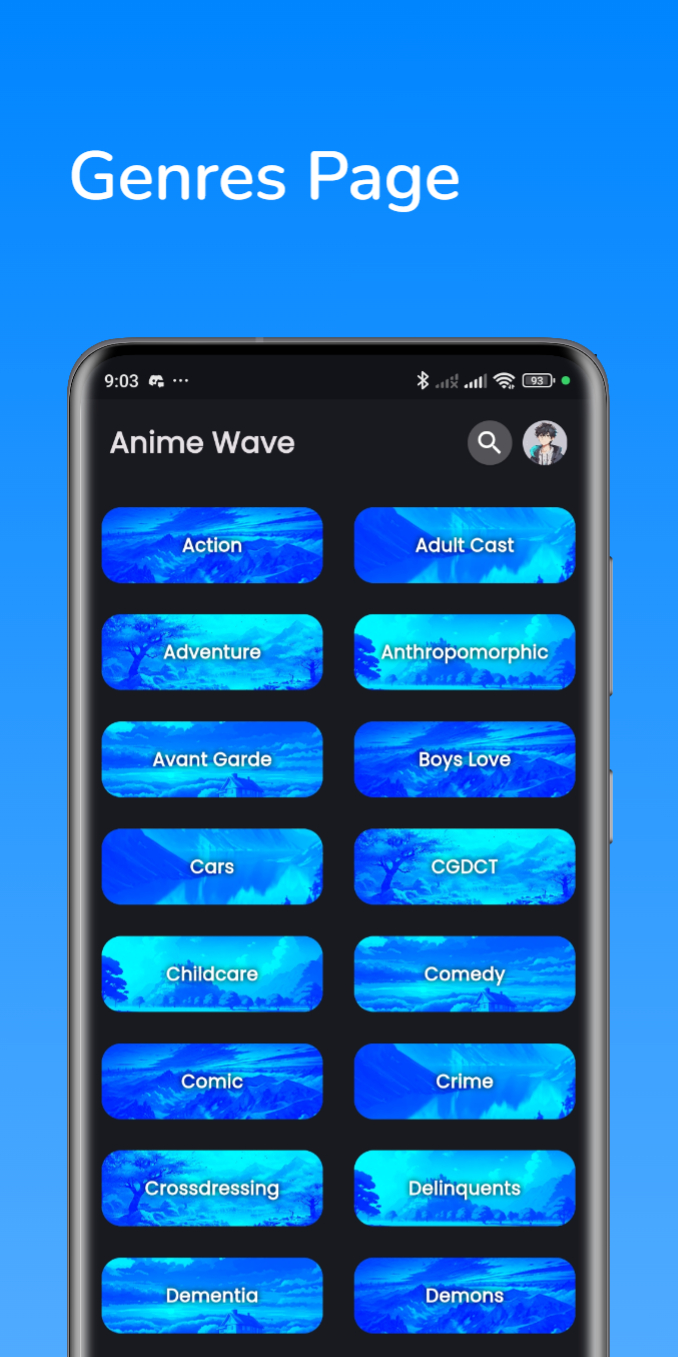 Genres Page
9:03 ... 93
Anime Wave
Action Adult Cast
Adventure Anthropomorphic
Avant Garde Boys Love
Cars CGDCT
Childcare Comedy
Comic Crime
Crossdressing Delinquents
Dementia Demons